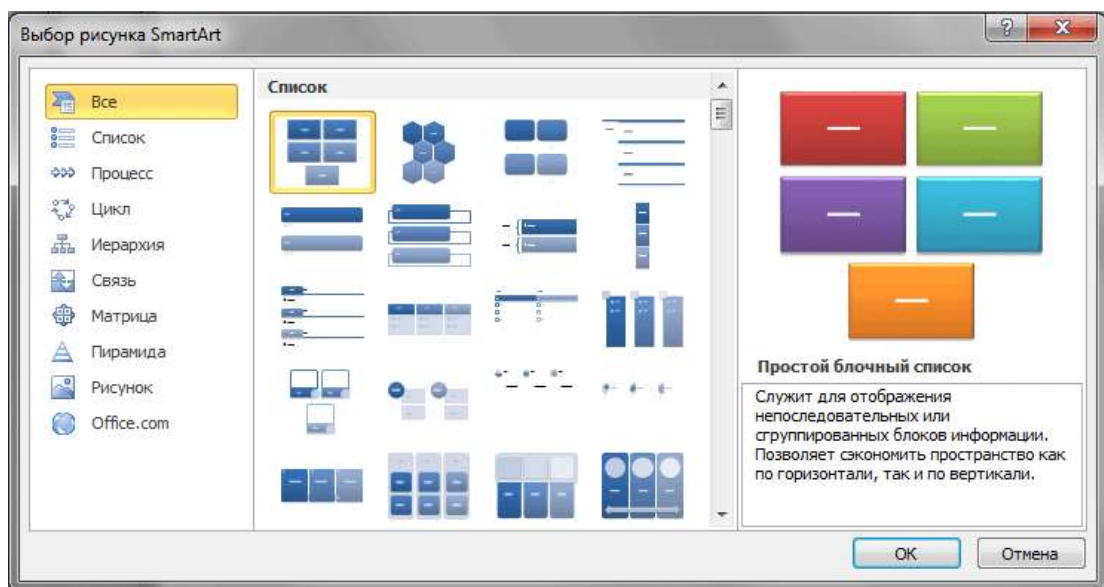 Выбор рисунка SmartArt
Все
Список
Процесс
Цикл
Иерархия
Связь
Матрица
Пирамида
Рисунок
Office.com
Список
Простой блочный список
Служит для отображения
непоследовательных или
сгруппированных блоков информации.
Позволяет сэкономить пространство как
по горизонтали, так и по вертикали.
ОК
Отмена